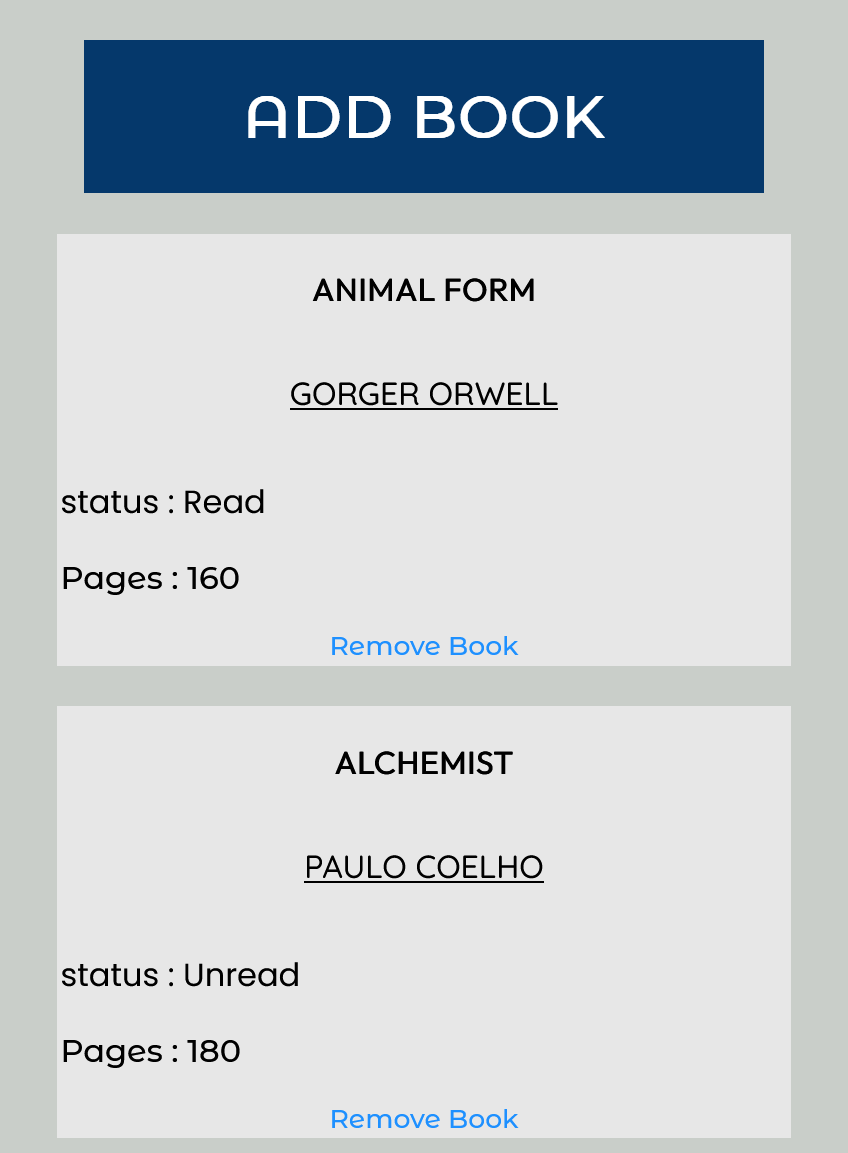 ADD BOOK
ANIMAL FORM
GORGER ORWELL
status : Read
Pages : 160
Remove Book
ALCHEMIST
PAULO COELHO
status : Unread
Pages : 180
Remove Book